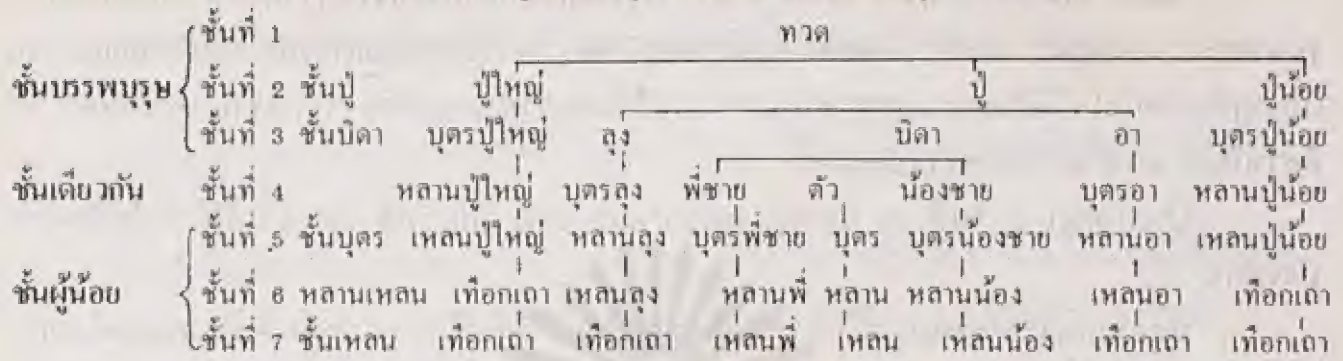 ชั้นที่ 1 ทวด
ชั้นบรรพบุรุษ ชั้นที่ 2 ชั้นปู่ ปู่ใหญ่ ปู่ ปู่น้อย
ชั้นที่ 3 ชั้นบิดา บุตรปู่ใหญ่ ลุง บิดา อา บุตรปู่น้อย
ชั้นเดียวกัน ชั้นที่ 4 หลานปู่ใหญ่ บุตรลุง พี่ชาย ตัว น้องชาย บุตรอา หลานปู่น้อย
ชั้นที่ 5 ชั้นบุตร เหลนปู่ใหญ่ หลานลุง บุตรพี่ชาย บุตร บุตรน้องชาย หลานอา เหลนปู่น้อย
ชั้นผู้น้อย ชั้นที่ 6 หลานเหลน เทือกเถา เหลนลุง หลานพี่ หลาน หลานน้อง เหลนอา เทือกเถา
ชั้นที่ 7 ชั้นเหลน เทือกเถา เทือกเถา เหลนพี่ เหลน เหลนน้อง เทือกเถา เทือกเถา